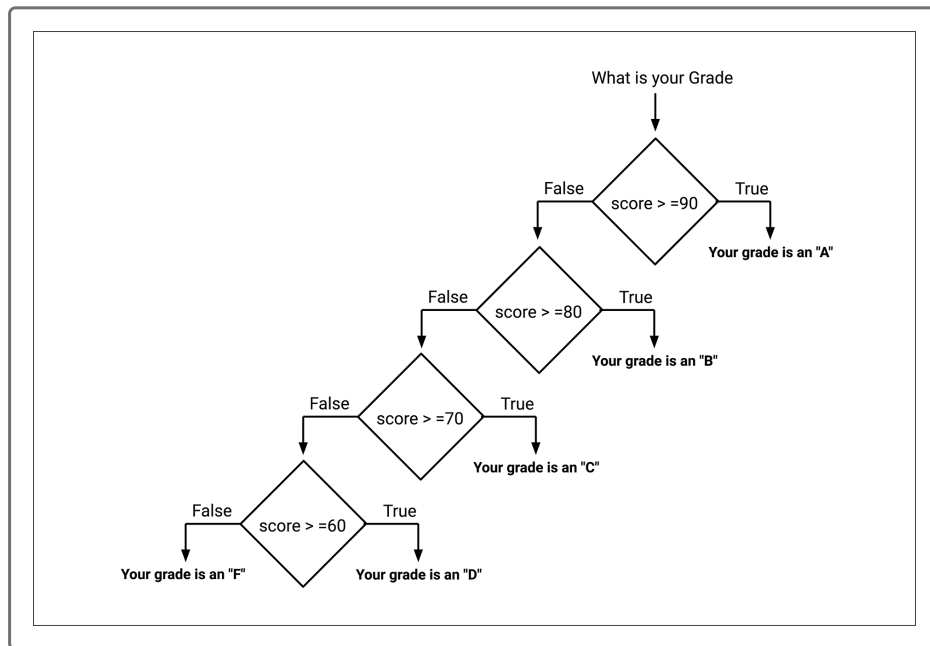 What is your Grade
False
True
score > =90
Your grade is an "A"
False
True
score > =80
Your grade is an "B"
False
True
score > =70
Your grade is an "C"
False
True
score > =60
Your grade is an "F"
Your grade is an "D"